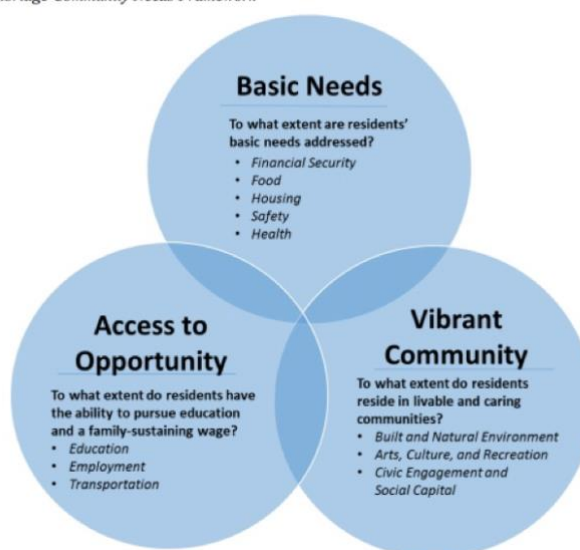 Basic Needs
To what extent are residents'
basic needs addressed?
• Financial Security
• Food
• Housing
• Safety
• Health
Access to
Opportunity
To what extent do residents have
the ability to pursue education
and a family-sustaining wage?
• Education
• Employment
• Transportation
Vibrant
Community
To what extent do residents
reside in livable and caring
communities?
• Built and Natural Environment
• Arts, Culture, and Recreation
• Civic Engagement and
Social Capital